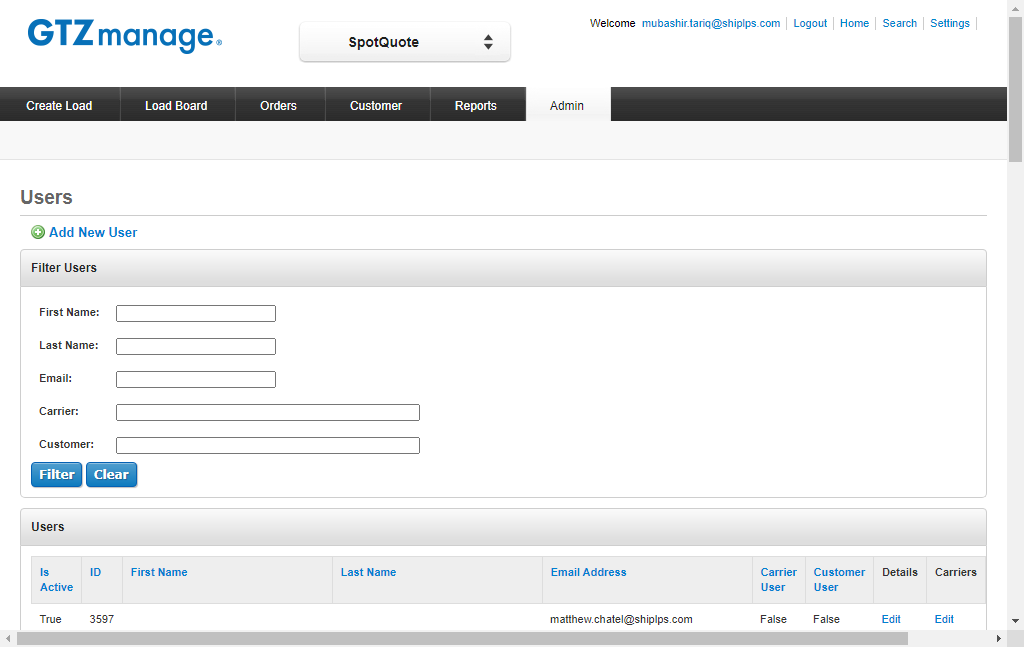 GTZmanage®
SpotQuote
Welcome mubashir.tariq@shiplps.com Logout Home Search Settings
Create Load Load Board Orders Customer Reports Admin
Users
Add New User
Filter Users
First Name:
Last Name:
Email:
Carrier:
Customer:
Filter Clear
Users
Is Active ID First Name Last Name Email Address Carrier User Customer User Details Carriers
True 3597 matthew.chatel@shiplps.com False False Edit Edit